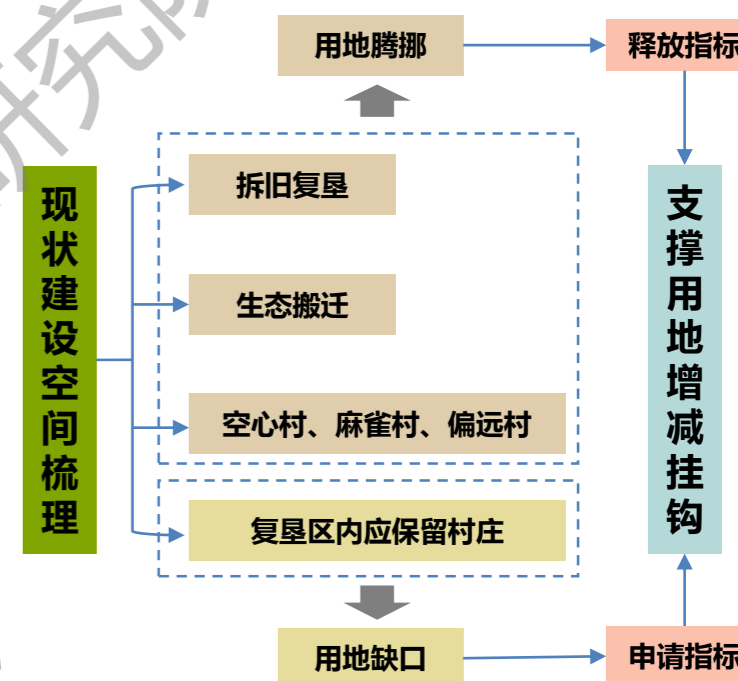 用地腾挪
释放指标
拆旧复垦
现状建设空间梳理
支撑用地增减挂钩
生态搬迁
空心村、麻雀村、偏远村
复垦区内应保留村庄
用地缺口
申请指标